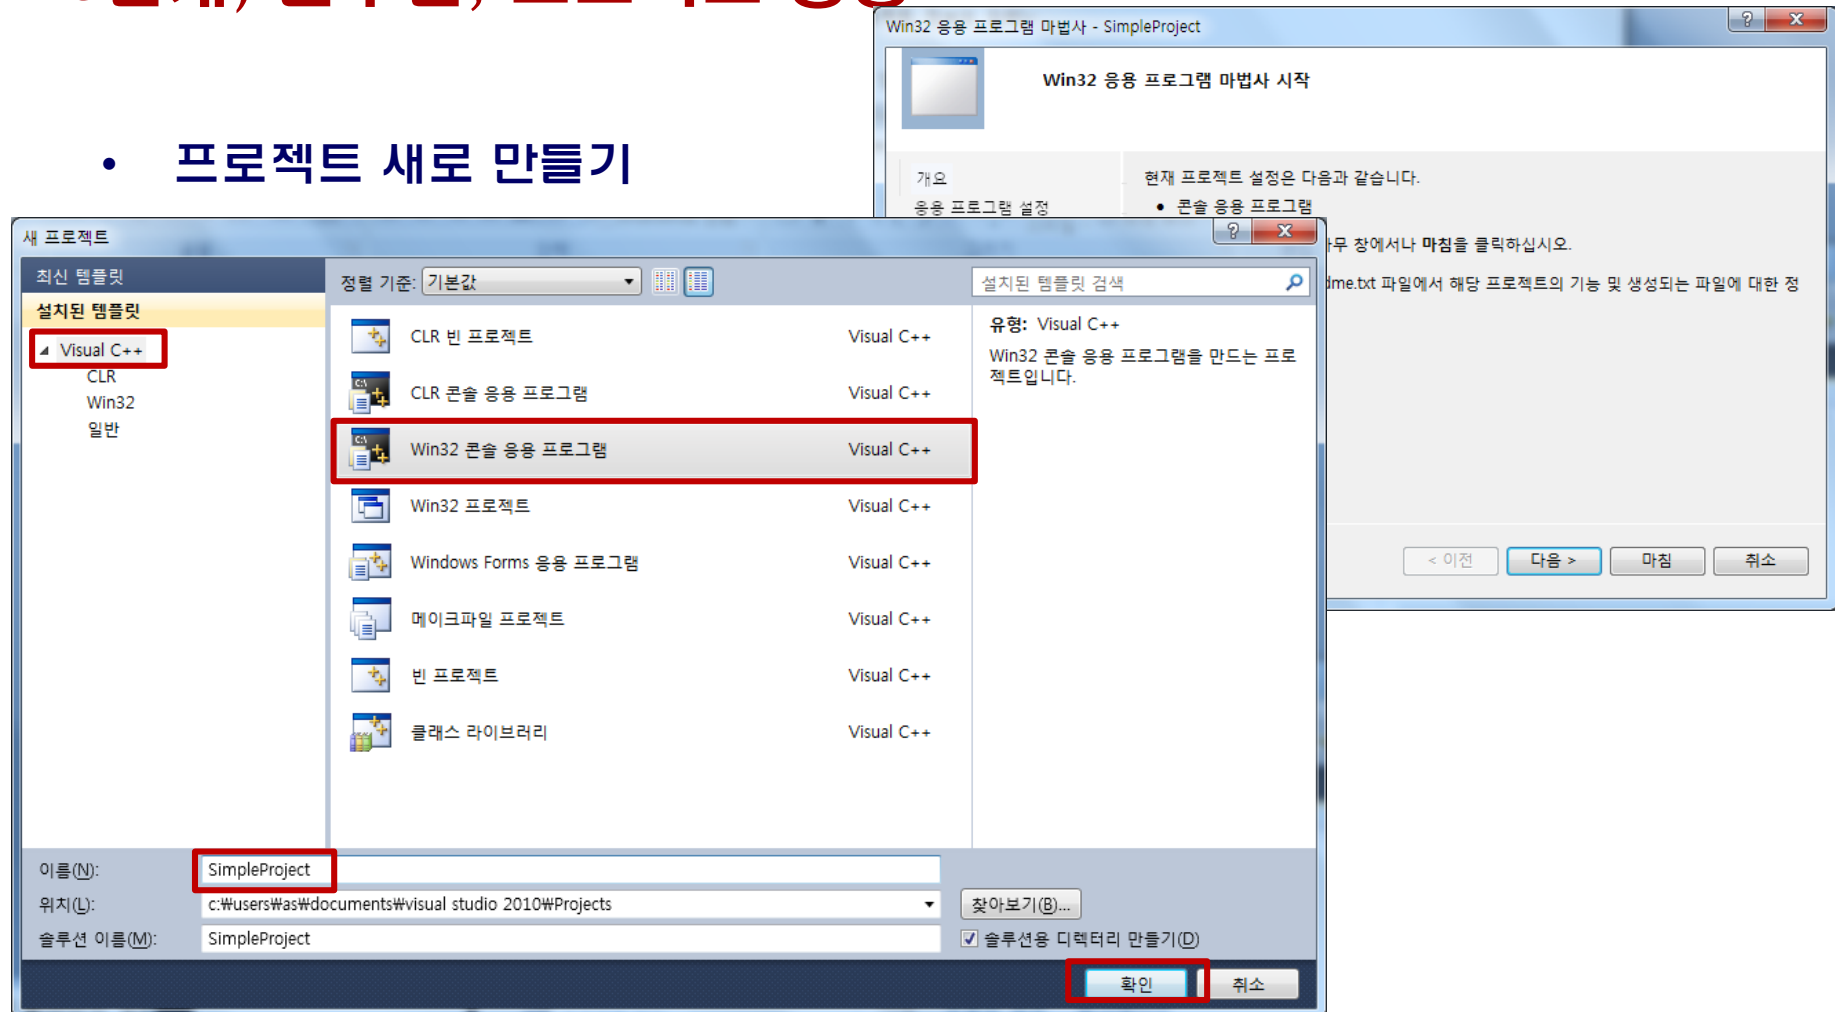 프로젝트 새로 만들기
Win32 응용 프로그램 마법사 - SimpleProject
Win32 응용 프로그램 마법사 시작
개요
응용 프로그램 설정
현재 프로젝트 설정은 다음과 같습니다.
• 콘솔 응용 프로그램
창에서나 마침을 클릭하십시오.
파일에서 해당 프로젝트의 기능 및 생성되는 파일에 대한 정
< 이전
다음 >
마침
취소
새 프로젝트
최신 템플릿
설치된 템플릿
Visual C++
CLR
Win32
일반
정렬 기준: 기본값
설치된 템플릿 검색
CLR 빈 프로젝트 Visual C++
CLR 콘솔 응용 프로그램 Visual C++
Win32 콘솔 응용 프로그램 Visual C++
Win32 프로젝트 Visual C++
Windows Forms 응용 프로그램 Visual C++
메이크파일 프로젝트 Visual C++
빈 프로젝트 Visual C++
클래스 라이브러리 Visual C++
유형: Visual C++
Win32 콘솔 응용 프로그램을 만드는 프로
젝트입니다.
이름(N): SimpleProject
위치(L): c:₩users₩as₩documents₩visual studio 2010₩Projects
찾아보기(B)...
솔루션 이름(M): SimpleProject
솔루션용 디렉터리 만들기(D)
확인
취소